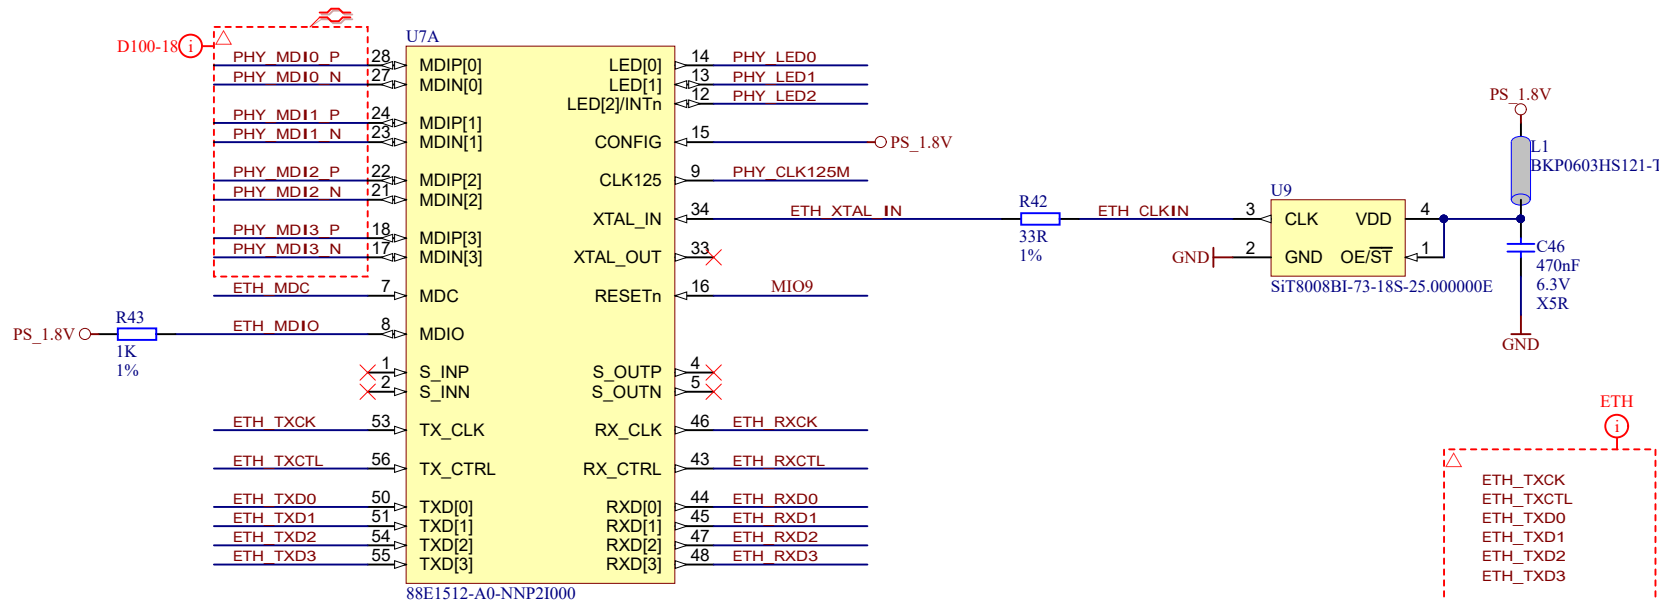 U7A
D100-18 i
PHY_MDI0_P 28 MDIP[0] LED[0] 14 PHY_LED0
PHY_MDI0_N 27 MDIN[0] LED[1] 13 PHY_LED1
LED[2]/INTn 12 PHY_LED2
PHY_MDI1_P 24 MDIP[1]
PHY_MDI1_N 23 MDIN[1] CONFIG 15 PS_1.8V
PHY_MDI2_P 22 MDIP[2] CLK125 9 PHY_CLK125M
PHY_MDI2_N 21 MDIN[2]
XTAL_IN 34 ETH_XTAL_IN
PHY_MDI3_P 18 MDIP[3]
PHY_MDI3_N 17 MDIN[3] XTAL_OUT 33
ETH_MDC 7 MDC RESETn 16 MIO9
PS_1.8V
R43
1K
1%
ETH_MDIO 8 MDIO
1 S_INP S_OUTP 4
2 S_INN S_OUTN 5
ETH_TXCK 53 TX_CLK RX_CLK 46 ETH_RXCK
ETH_TXCTL 56 TX_CTRL RX_CTRL 43 ETH_RXCTL
ETH_TXD0 50 TXD[0] RXD[0] 44 ETH_RXD0
ETH_TXD1 51 TXD[1] RXD[1] 45 ETH_RXD1
ETH_TXD2 54 TXD[2] RXD[2] 47 ETH_RXD2
ETH_TXD3 55 TXD[3] RXD[3] 48 ETH_RXD3
88E1512-A0-NNP2I000
R42
33R
1%
ETH_CLKIN
U9
3 CLK VDD 4
GND 2 GND OE/ST 1
SiT8008BI-73-18S-25.000000E
PS_1.8V
L1
BKP0603HS121-T
C46
470nF
6.3V
X5R
GND
ETH
i
ETH_TXCK
ETH_TXCTL
ETH_TXD0
ETH_TXD1
ETH_TXD2
ETH_TXD3